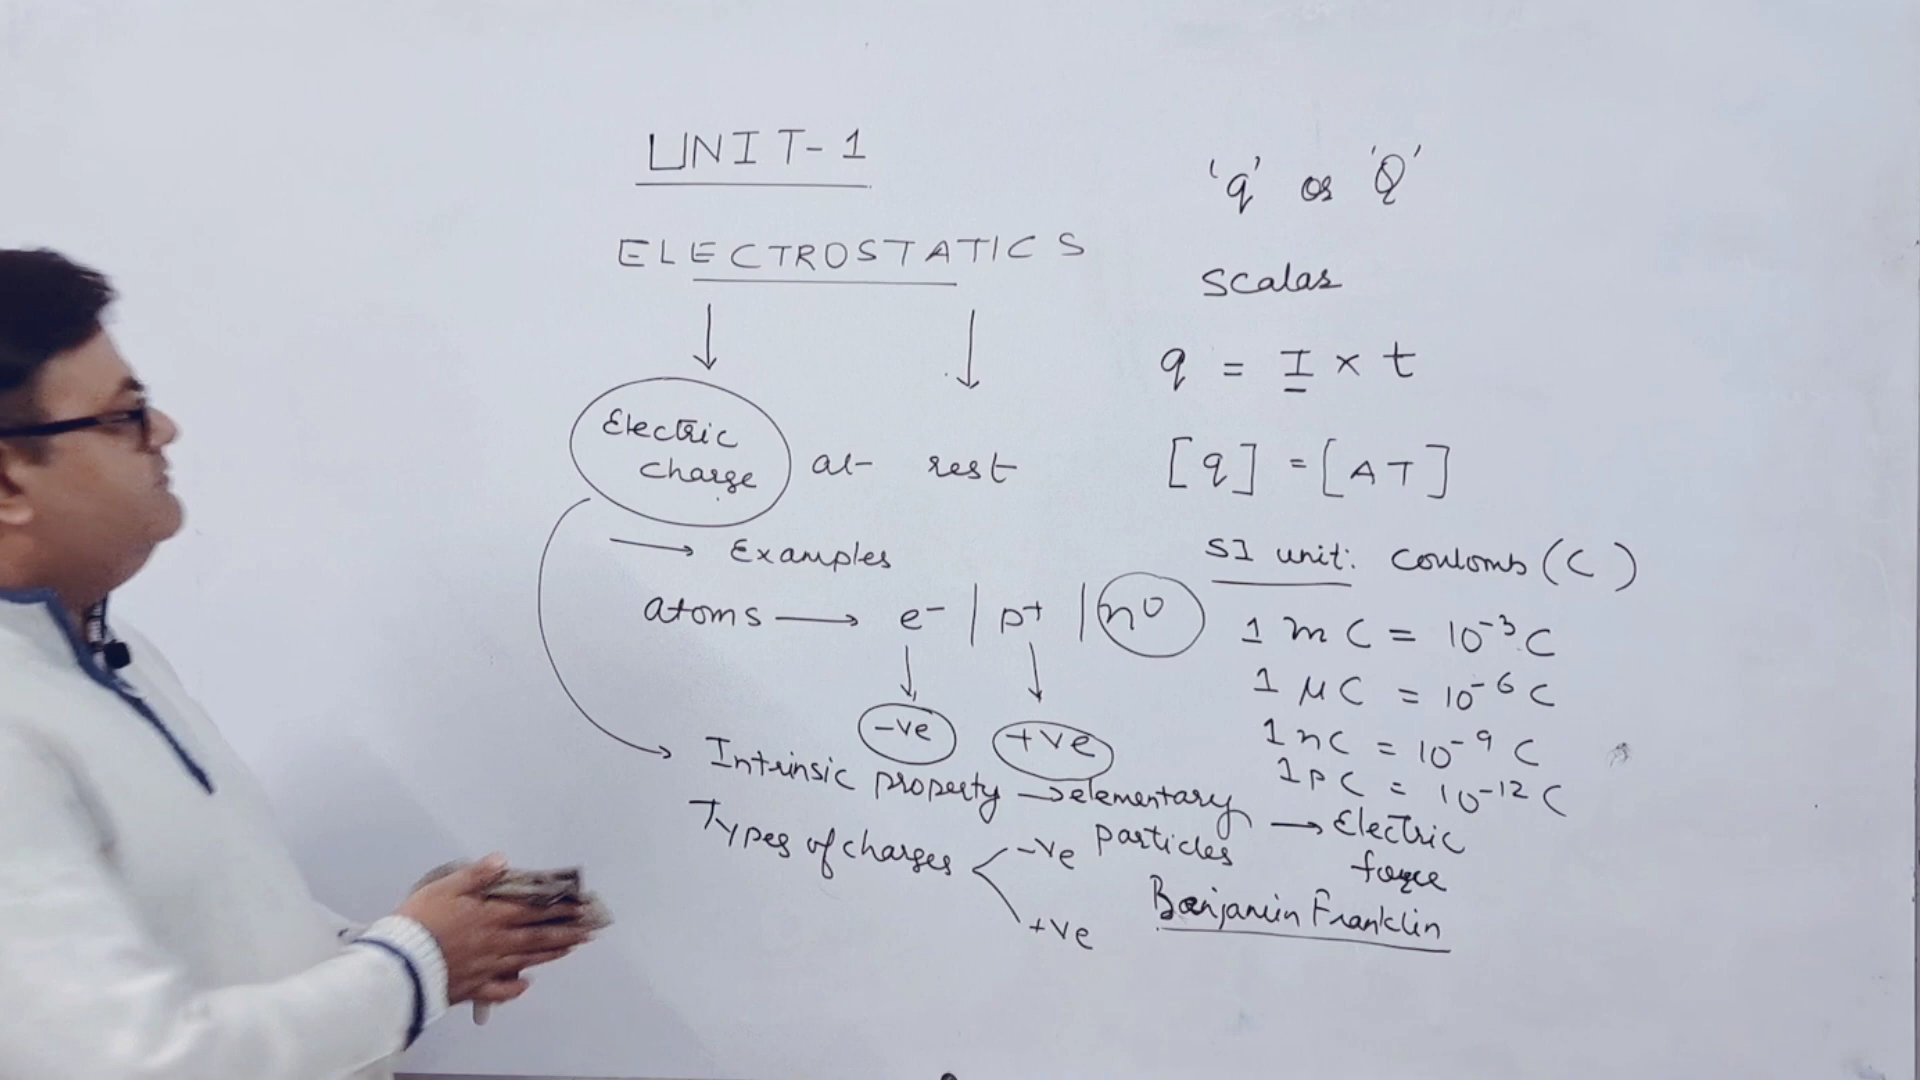 UNIT-1
ELECTROSTATICS
Electric
charge at rest
→ Examples
atoms → e⁻ | p⁺ | n⁰
-ve +ve
Intrinsic property → elementary
particles → Electric
force
Types of charges
-ve
+ve
Benjamin Franklin
'q' or 'Q'
Scalar
q = I × t
[q] = [AT]
SI unit: Coulomb (C)
1 mC = 10⁻³ C
1 μC = 10⁻⁶ C
1 nC = 10⁻⁹ C
1 pC = 10⁻¹² C